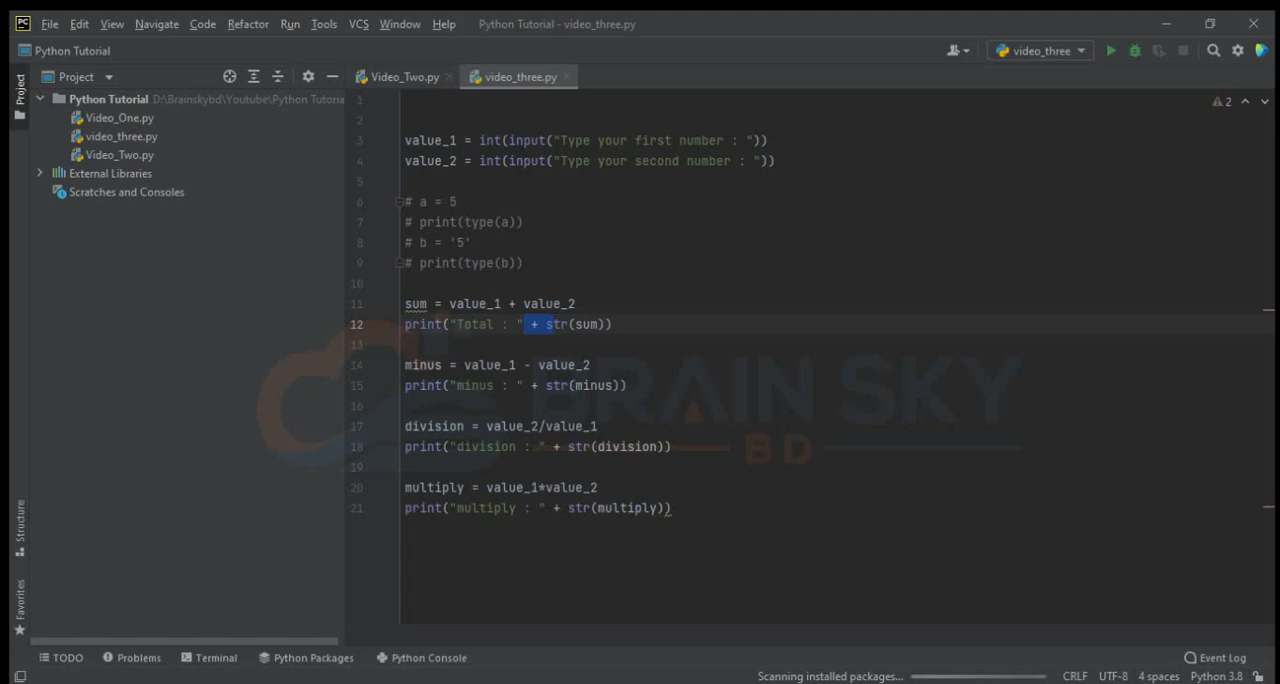 PC File Edit View Navigate Code Refactor Run Tools VCS Window Help Python Tutorial - video_three.py
Python Tutorial video_three
Project Video_Two.py video_three.py
Project
Python Tutorial D:\Brainskybd\Youtube\Python Tutoria
Video_One.py
video_three.py
Video_Two.py
External Libraries
Scratches and Consoles
2
1
2
3 value_1 = int(input("Type your first number : "))
4 value_2 = int(input("Type your second number : "))
5
6 # a = 5
7 # print(type(a))
8 # b = '5'
9 # print(type(b))
10
11 sum = value_1 + value_2
12 print("Total : " + str(sum))
13
14 minus = value_1 - value_2
15 print("minus : " + str(minus))
16
17 division = value_2/value_1
18 print("division : " + str(division))
19
20 multiply = value_1*value_2
21 print("multiply : " + str(multiply))
BRAIN SKY
BD
Structure
Favorites
TODO Problems Terminal Python Packages Python Console Event Log
Scanning installed packages... CRLF UTF-8 4 spaces Python 3.8